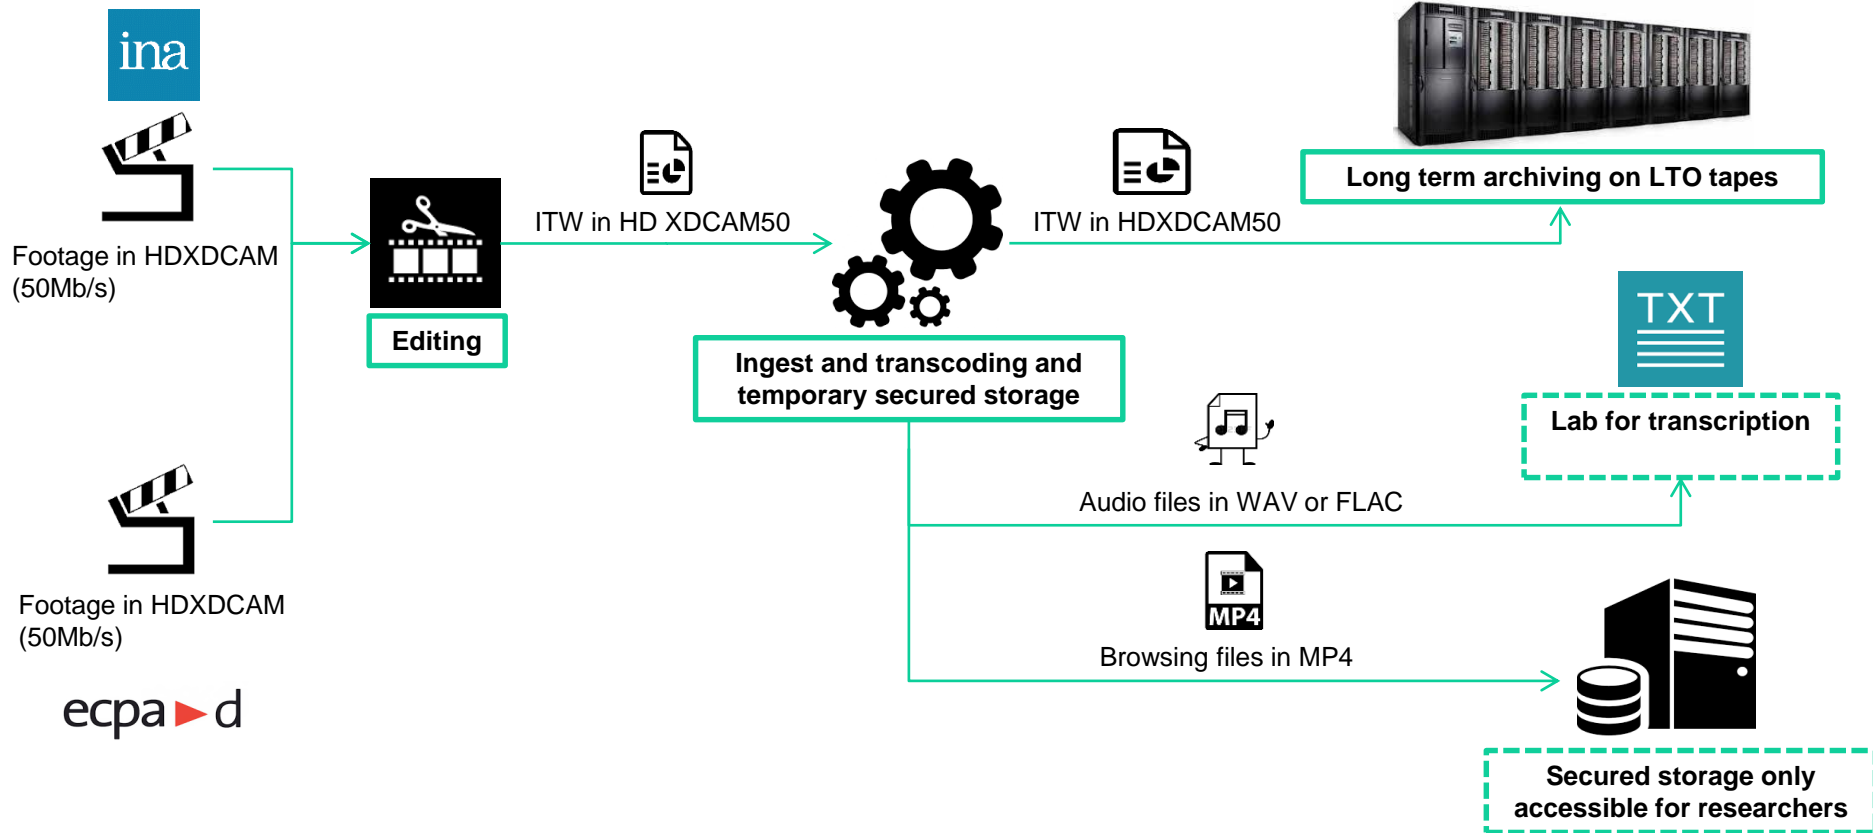 ina
Footage in HDXDCAM
(50Mb/s)
Editing
ITW in HD XDCAM50
Ingest and transcoding and
temporary secured storage
ITW in HDXDCAM50
Long term archiving on LTO tapes
TXT
Lab for transcription
Audio files in WAV or FLAC
MP4
Browsing files in MP4
Footage in HDXDCAM
(50Mb/s)
ecpa d
Secured storage only
accessible for researchers